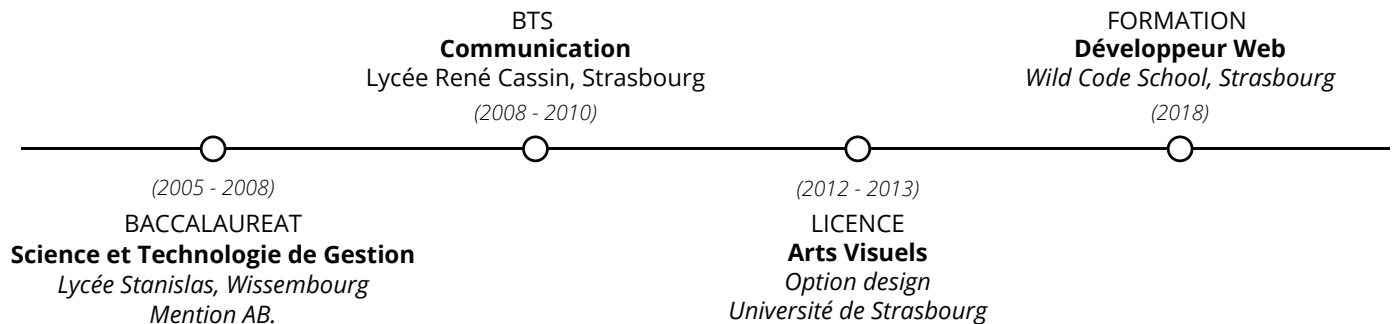 BTS
Communication
Lycée René Cassin, Strasbourg
(2008 - 2010)
FORMATION
Développeur Web
Wild Code School, Strasbourg
(2018)
(2005 - 2008)
BACCALAUREAT
Science et Technologie de Gestion
Lycée Stanislas, Wissembourg
Mention AB.
(2012 - 2013)
LICENCE
Arts Visuels
Option design
Université de Strasbourg